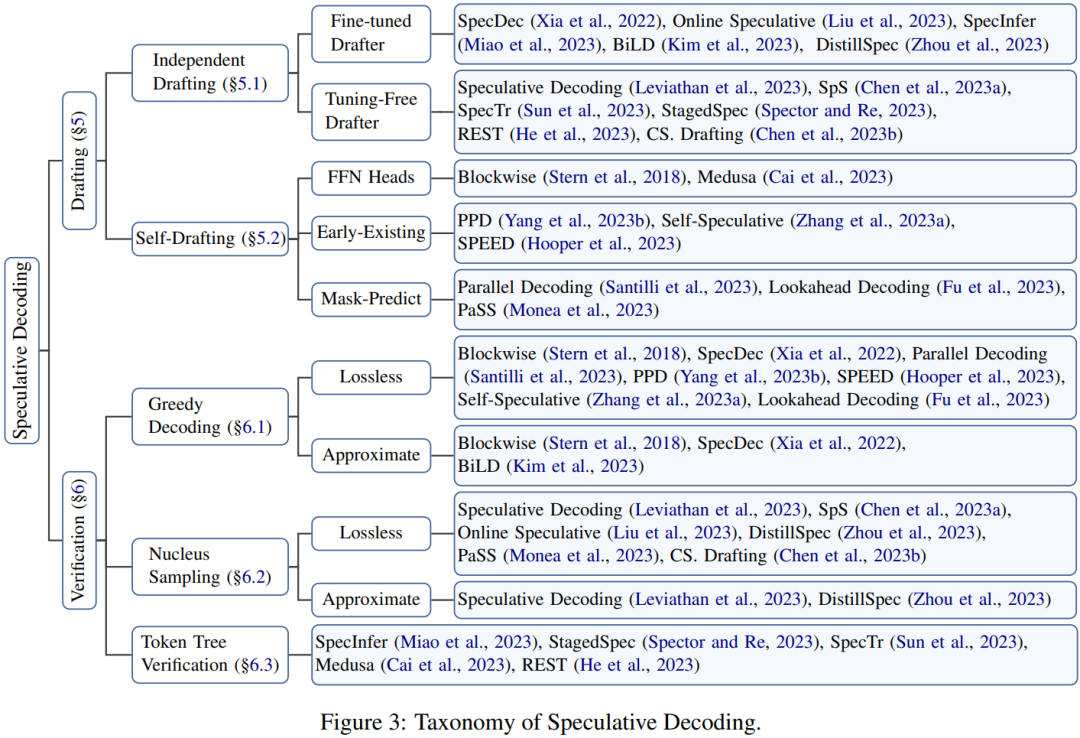 Speculative Decoding
Drafting (§5)
Independent
Drafting (§5.1)
Fine-tuned
Drafter
SpecDec (Xia et al., 2022), Online Speculative (Liu et al., 2023), SpecInfer
(Miao et al., 2023), BiLD (Kim et al., 2023), DistillSpec (Zhou et al., 2023)
Tuning-Free
Drafter
Speculative Decoding (Leviathan et al., 2023), SpS (Chen et al., 2023a),
SpecTr (Sun et al., 2023), StagedSpec (Spector and Re, 2023),
REST (He et al., 2023), CS. Drafting (Chen et al., 2023b)
Self-Drafting (§5.2)
FFN Heads
Blockwise (Stern et al., 2018), Medusa (Cai et al., 2023)
Early-Existing
PPD (Yang et al., 2023b), Self-Speculative (Zhang et al., 2023a),
SPEED (Hooper et al., 2023)
Mask-Predict
Parallel Decoding (Santilli et al., 2023), Lookahead Decoding (Fu et al., 2023),
PaSS (Monea et al., 2023)
Verification (§6)
Greedy
Decoding (§6.1)
Lossless
Blockwise (Stern et al., 2018), SpecDec (Xia et al., 2022), Parallel Decoding
(Santilli et al., 2023), PPD (Yang et al., 2023b), SPEED (Hooper et al., 2023),
Self-Speculative (Zhang et al., 2023a), Lookahead Decoding (Fu et al., 2023)
Approximate
Blockwise (Stern et al., 2018), SpecDec (Xia et al., 2022),
BiLD (Kim et al., 2023)
Nucleus
Sampling (§6.2)
Lossless
Speculative Decoding (Leviathan et al., 2023), SpS (Chen et al., 2023a),
Online Speculative (Liu et al., 2023), DistillSpec (Zhou et al., 2023),
PaSS (Monea et al., 2023), CS. Drafting (Chen et al., 2023b)
Approximate
Speculative Decoding (Leviathan et al., 2023), DistillSpec (Zhou et al., 2023)
Token Tree
Verification (§6.3)
SpecInfer (Miao et al., 2023), StagedSpec (Spector and Re, 2023), SpecTr (Sun et al., 2023),
Medusa (Cai et al., 2023), REST (He et al., 2023)
Figure 3: Taxonomy of Speculative Decoding.